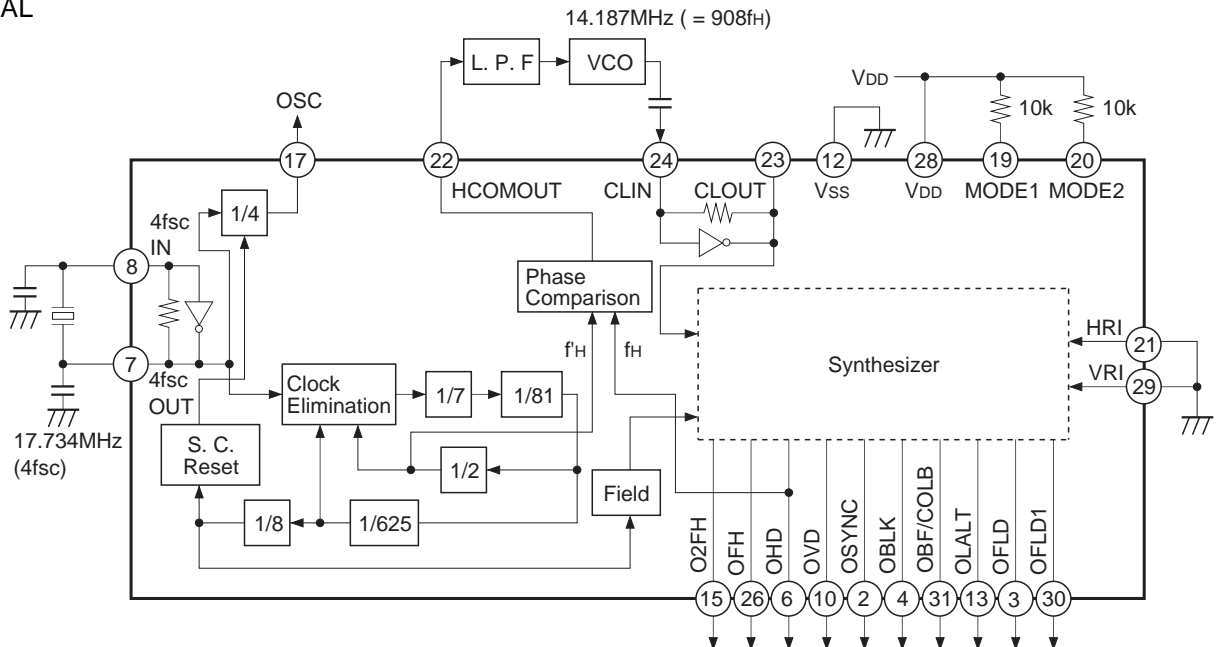 AL
14.187MHz ( = 908fH)
L. P. F
VCO
VDD
OSC
10k
10k
17
22
24
23
12
28
19
20
HCOMOUT
CLIN
CLOUT
VSS
VDD
MODE1
MODE2
1/4
4fsc
IN
8
Phase
Comparison
HRI
21
f'H
fH
Synthesizer
VRI
29
7
4fsc
OUT
Clock
Elimination
1/7
1/81
17.734MHz
(4fsc)
S. C.
Reset
1/2
Field
1/8
1/625
O2FH
OFH
OHD
OVD
OSYNC
OBLK
OBF/COLB
OLALT
OFLD
OFLD1
15
26
6
10
2
4
31
13
3
30